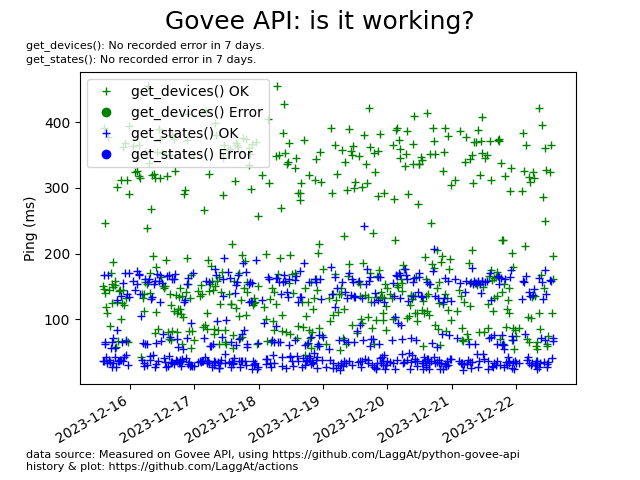 Govee API: is it working?
get_devices(): No recorded error in 7 days.
get_states(): No recorded error in 7 days.
get_devices() OK
get_devices() Error
get_states() OK
get_states() Error
Ping (ms)
400
300
200
100
2023-12-16
2023-12-17
2023-12-18
2023-12-19
2023-12-20
2023-12-21
2023-12-22
data source: Measured on Govee API, using https://github.com/LaggAt/python-govee-api
history & plot: https://github.com/LaggAt/actions